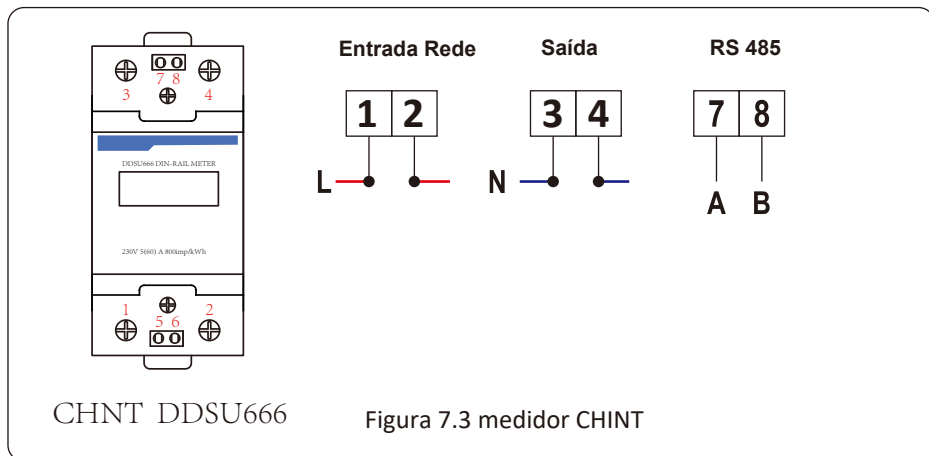 7 8
3 4
DDSU666 DIN-RAIL METER
230V 5(60) A 800imp/kWh
1 2
5 6
CHNT DDSU666
Entrada Rede
1 2
L
Saída
3 4
N
RS 485
7 8
A B
Figura 7.3 medidor CHINT